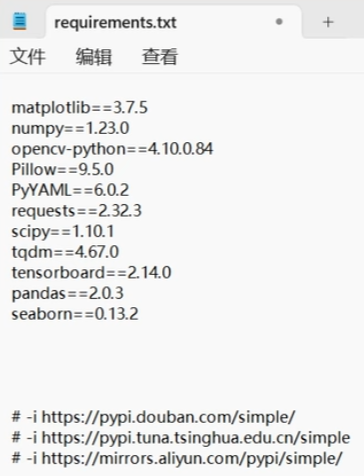 requirements.txt
文件 编辑 查看
matplotlib==3.7.5
numpy==1.23.0
opencv-python==4.10.0.84
Pillow==9.5.0
PyYAML==6.0.2
requests==2.32.3
scipy==1.10.1
tqdm==4.67.0
tensorboard==2.14.0
pandas==2.0.3
seaborn==0.13.2
# -i https://pypi.douban.com/simple/
# -i https://pypi.tuna.tsinghua.edu.cn/simple
# -i https://mirrors.aliyun.com/pypi/simple/